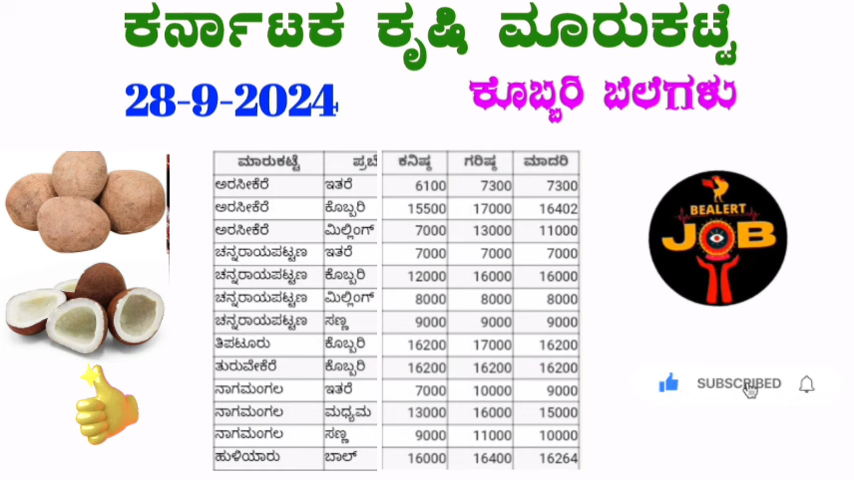 ಕರ್ನಾಟಕ ಕೃಷಿ ಮಾರುಕಟ್ಟೆ
28-9-2024 ಕೊಬ್ಬರಿ ಬೆಲೆಗಳು
ಮಾರುಕಟ್ಟೆ ಪ್ರಬೆ ಕನಿಷ್ಠ ಗರಿಷ್ಠ ಮಾದರಿ
ಅರಸೀಕೆರೆ ಇತರೆ 6100 7300 7300
ಅರಸೀಕೆರೆ ಕೊಬ್ಬರಿ 15500 17000 16402
ಅರಸೀಕೆರೆ ಮಿಲ್ಲಿಂಗ್ 7000 13000 11000
ಚನ್ನರಾಯಪಟ್ಟಣ ಇತರೆ 7000 7000 7000
ಚನ್ನರಾಯಪಟ್ಟಣ ಕೊಬ್ಬರಿ 12000 16000 16000
ಚನ್ನರಾಯಪಟ್ಟಣ ಮಿಲ್ಲಿಂಗ್ 8000 8000 8000
ಚನ್ನರಾಯಪಟ್ಟಣ ಸಣ್ಣ 9000 9000 9000
ತಿಪಟೂರು ಕೊಬ್ಬರಿ 16200 17000 16200
ತುರುವೇಕೆರೆ ಕೊಬ್ಬರಿ 16200 16200 16200
ನಾಗಮಂಗಲ ಇತರೆ 7000 10000 9000
ನಾಗಮಂಗಲ ಮಧ್ಯಮ 13000 16000 15000
ನಾಗಮಂಗಲ ಸಣ್ಣ 9000 11000 10000
ಹುಳಿಯಾರು ಬಾಲ್ 16000 16400 16264
BEALERT
JOB
SUBSCRIBED